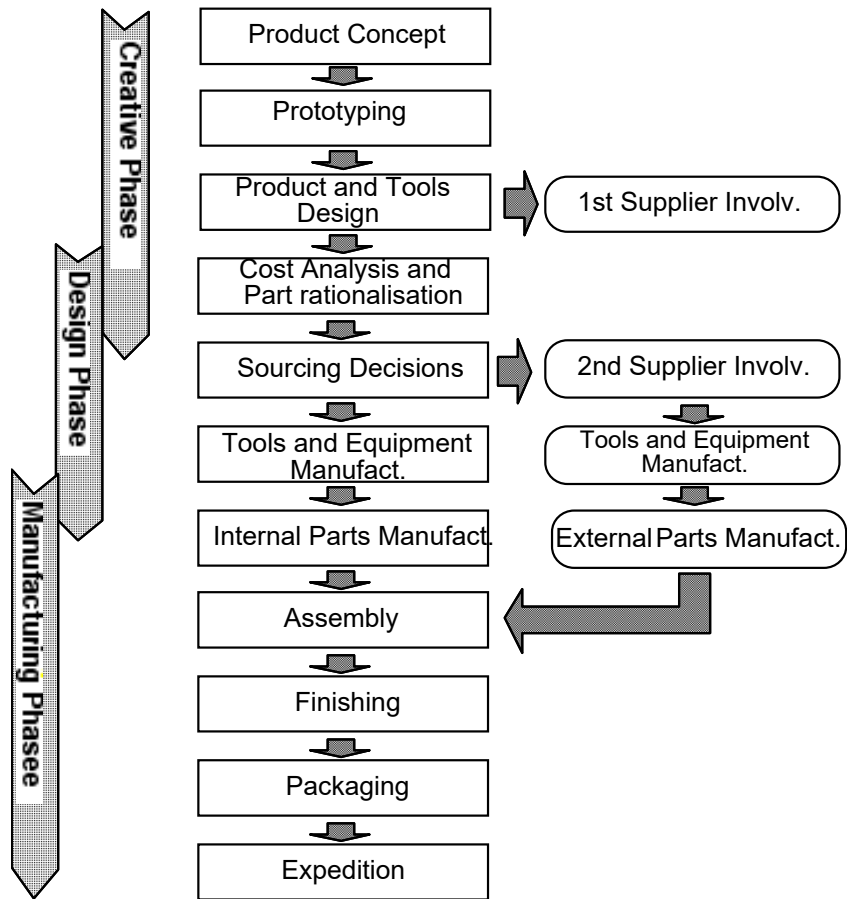 Creative Phase
Design Phase
Manufacturing Phasee
Product Concept
Prototyping
Product and Tools
Design
1st Supplier Involv.
Cost Analysis and
Part rationalisation
Sourcing Decisions
2nd Supplier Involv.
Tools and Equipment
Manufact.
Tools and Equipment
Manufact.
Internal Parts Manufact.
External Parts Manufact.
Assembly
Finishing
Packaging
Expedition